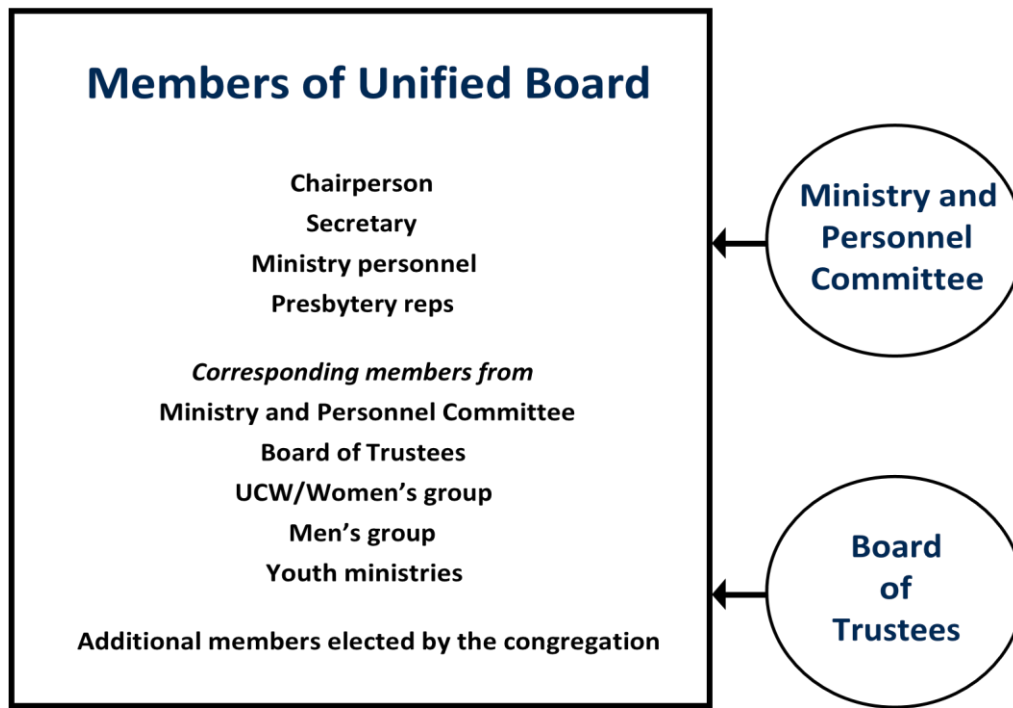 Members of Unified Board
Chairperson
Secretary
Ministry personnel
Presbytery reps
Corresponding members from
Ministry and Personnel Committee
Board of Trustees
UCW/Women’s group
Men’s group
Youth ministries
Additional members elected by the congregation
Ministry and
Personnel
Committee
Board
of
Trustees